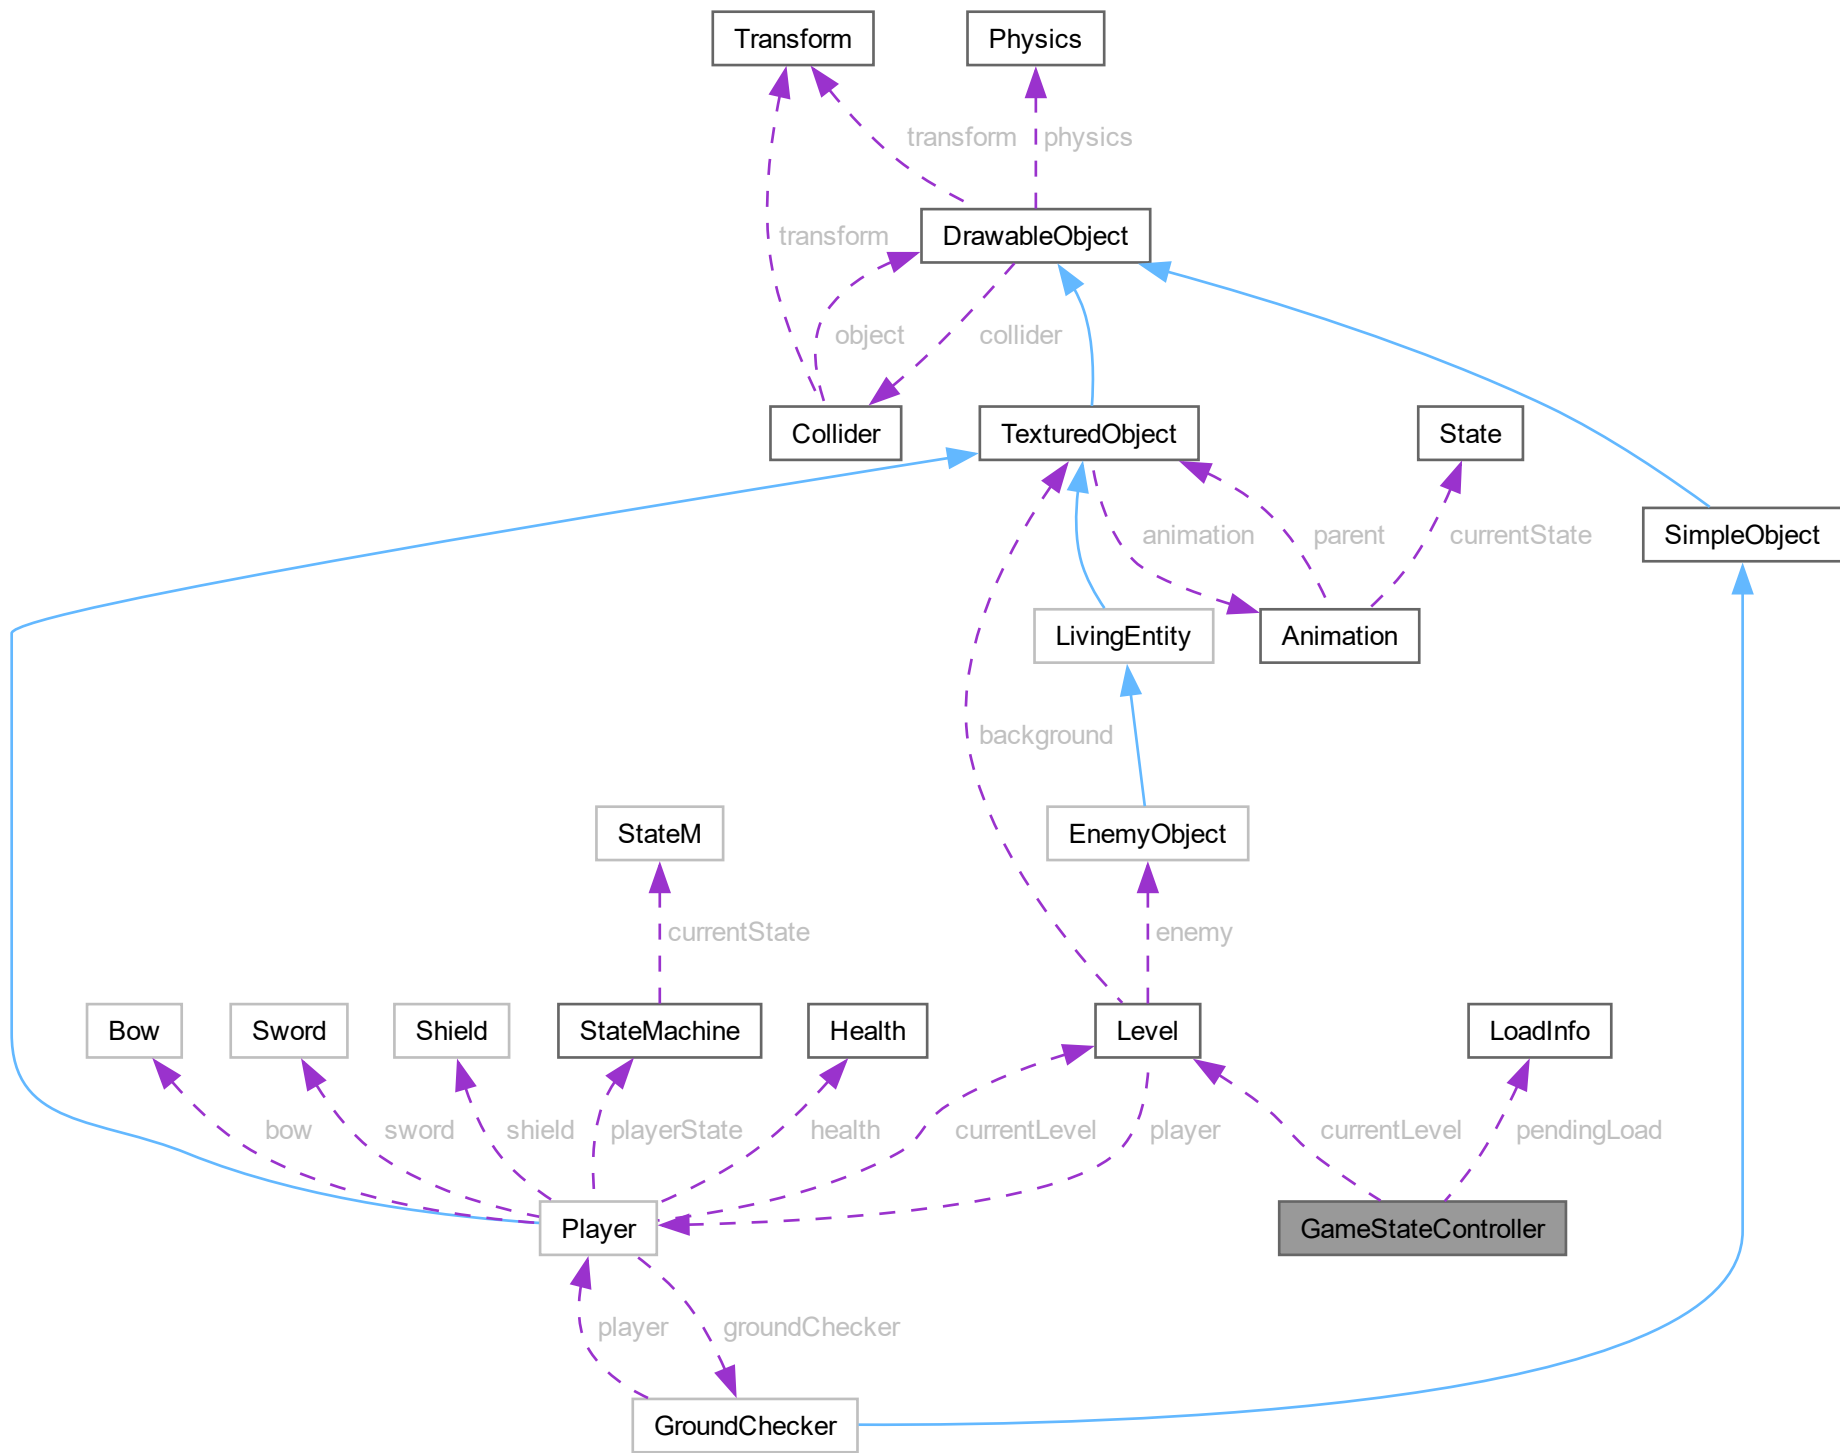 Transform
Physics
transform
physics
transform
DrawableObject
object
collider
Collider
TexturedObject
State
animation
parent
currentState
SimpleObject
LivingEntity
Animation
background
StateM
EnemyObject
currentState
enemy
Bow
Sword
Shield
StateMachine
Health
Level
LoadInfo
bow
sword
shield
playerState
health
currentLevel
player
currentLevel
pendingLoad
Player
GameStateController
player
groundChecker
GroundChecker